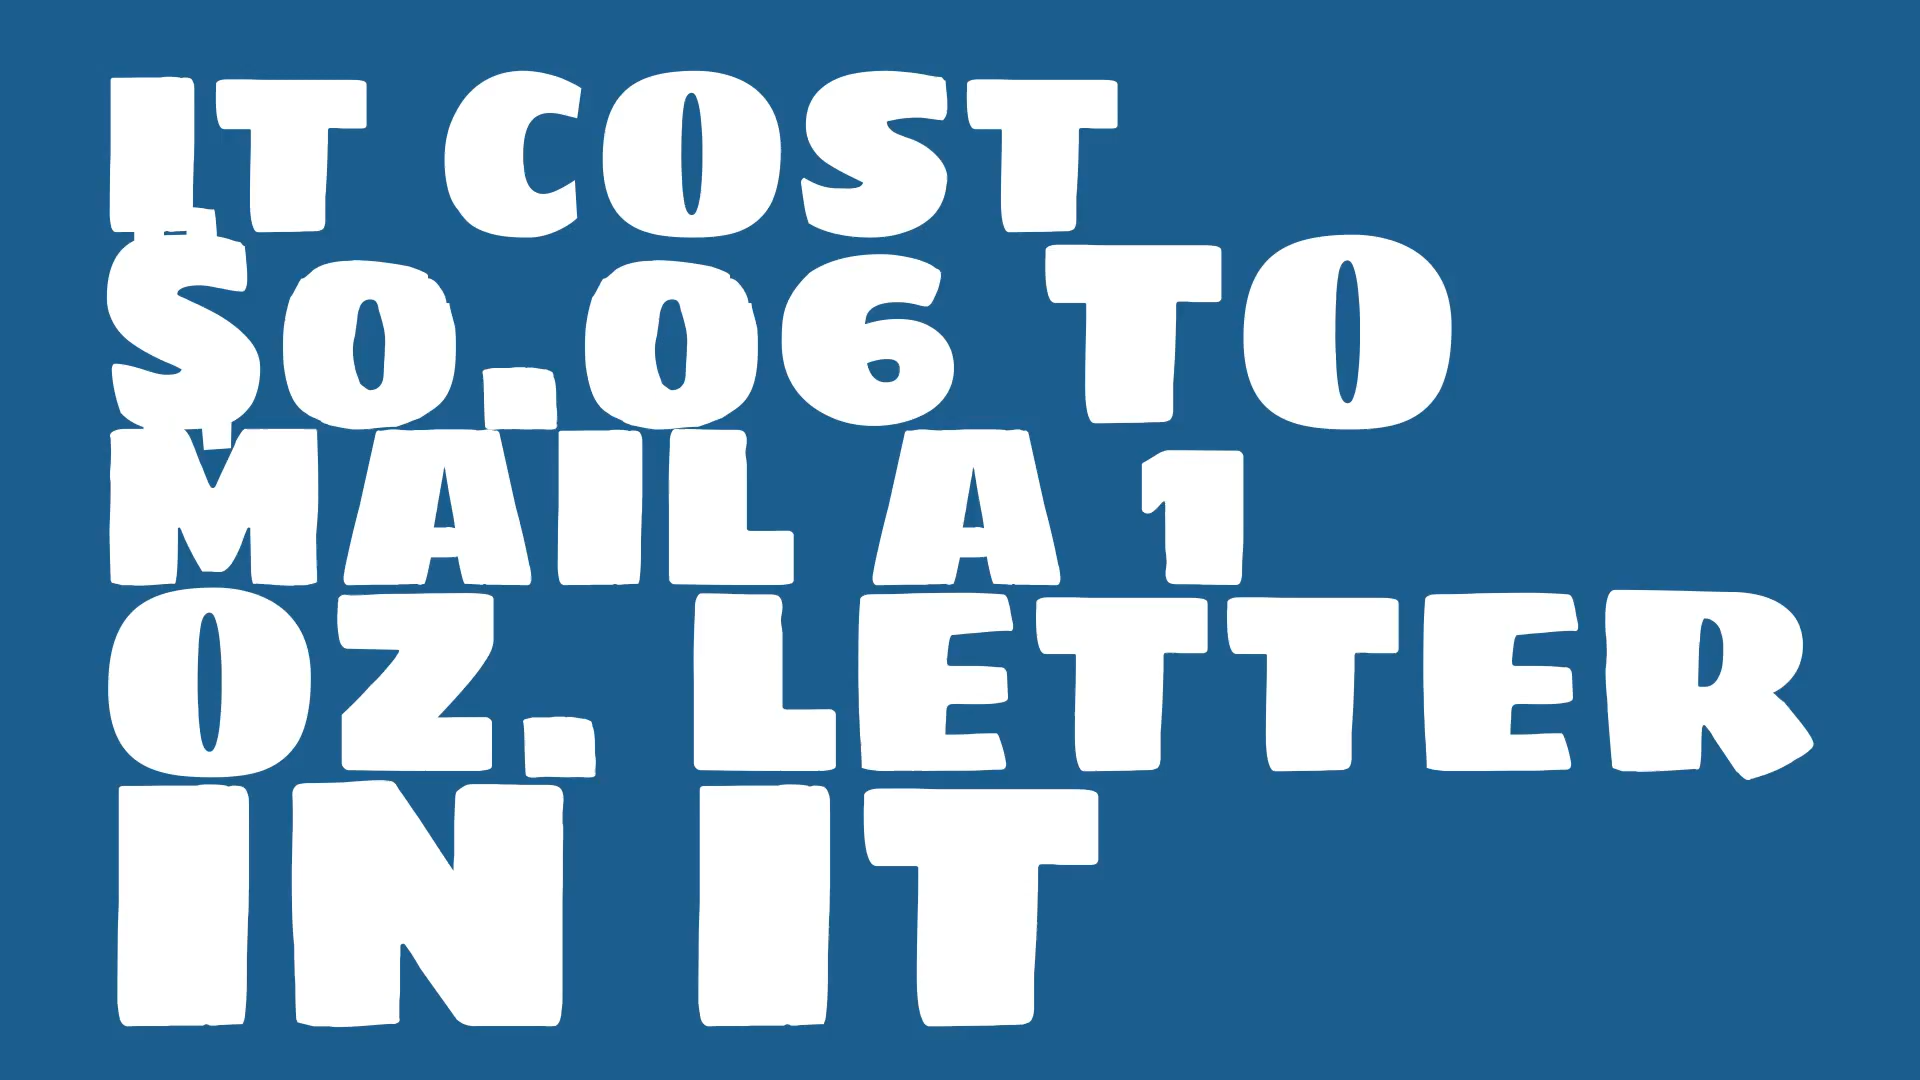 IT COST
$0.06 TO
MAIL A 1
OZ. LETTER
IN IT